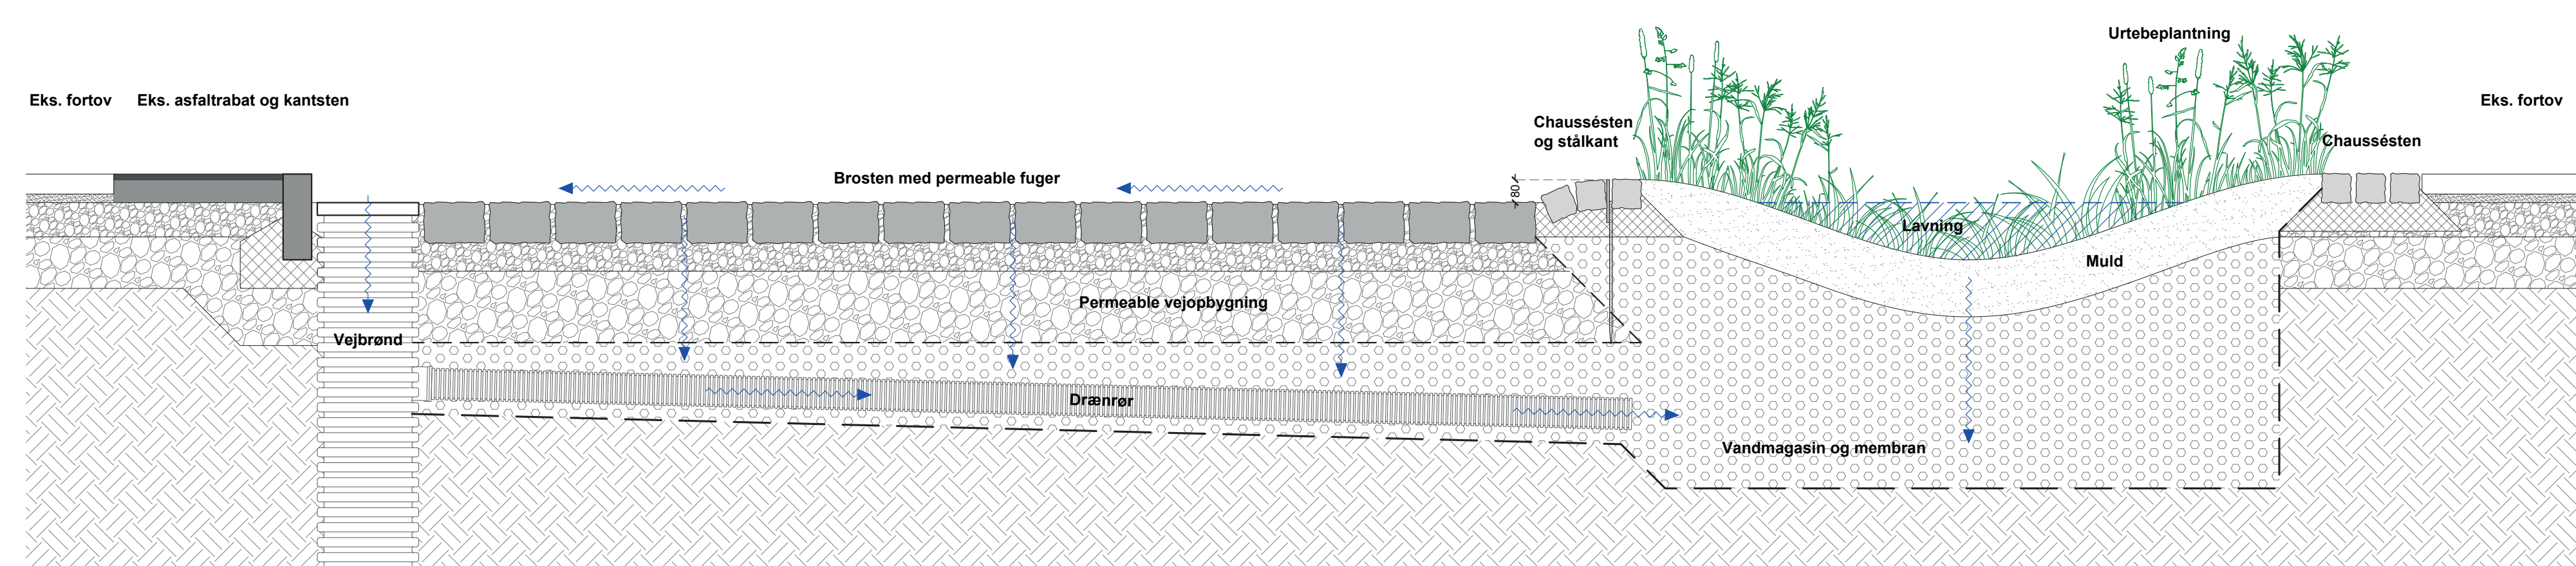 Urtebeplantning
Eks. fortov
Eks. asfaltrabat og kantsten
Eks. fortov
Chaussésten
og stålkant
Chaussésten
Brosten med permeable fuger
80
Lavning
Muld
Permeable vejopbygning
Vejbrønd
Drænrør
Vandmagasin og membran